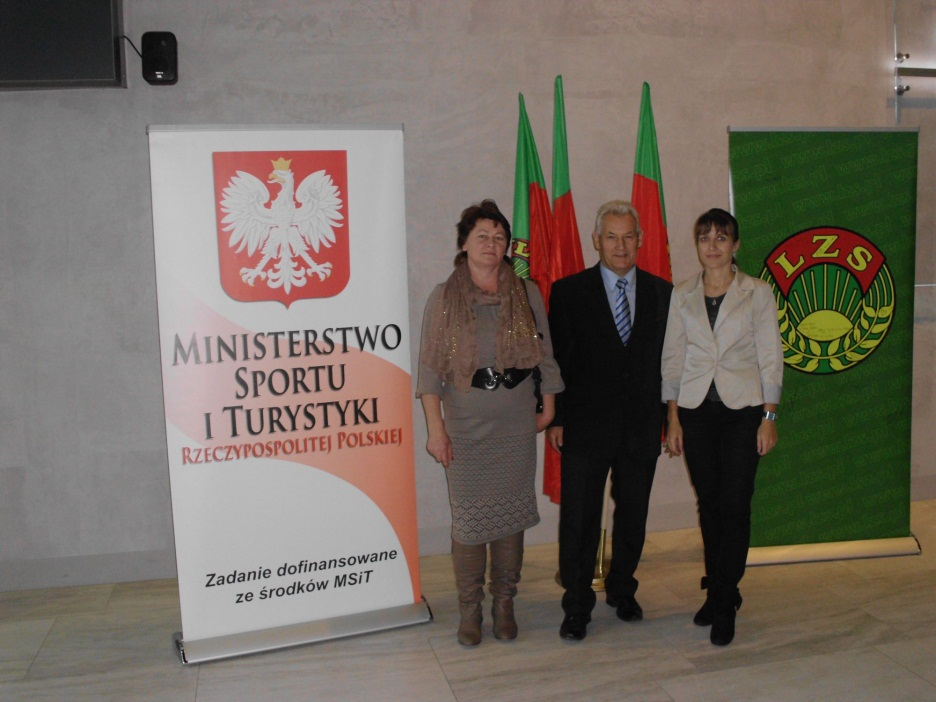 MINISTERSTWO
SPORTU
I TURYSTYKI
RZECZYPOSPOLITEJ POLSKIEJ
Zadanie dofinansowane
ze środków MSiT
LZS